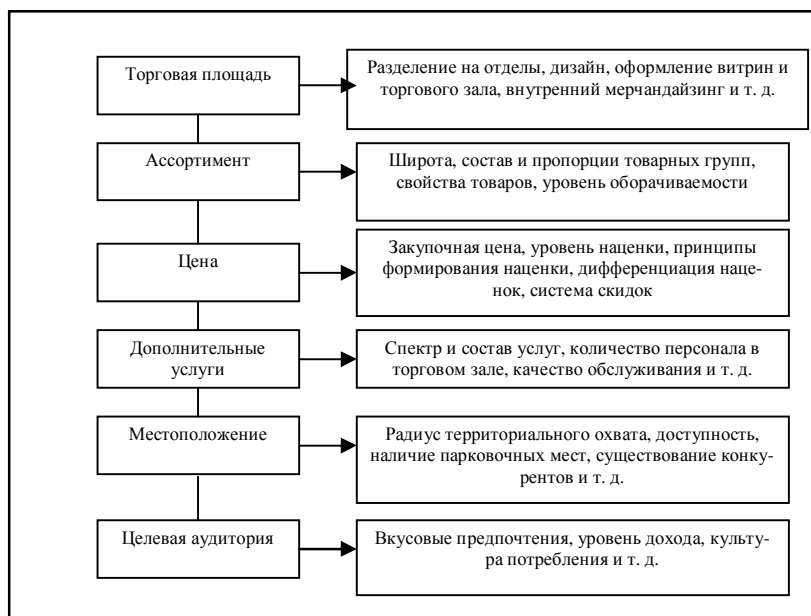 Торговая площадь
Разделение на отделы, дизайн, оформление витрин и
торгового зала, внутренний мерчандайзинг и т. д.
Ассортимент
Широта, состав и пропорции товарных групп,
свойства товаров, уровень оборачиваемости
Цена
Закупочная цена, уровень наценки, принципы
формирования наценки, дифференциация наце-
нок, система скидок
Дополнительные
услуги
Спектр и состав услуг, количество персонала в
торговом зале, качество обслуживания и т. д.
Местоположение
Радиус территориального охвата, доступность,
наличие парковочных мест, существование конку-
рентов и т. д.
Целевая аудитория
Вкусовые предпочтения, уровень дохода, культу-
ра потребления и т. д.